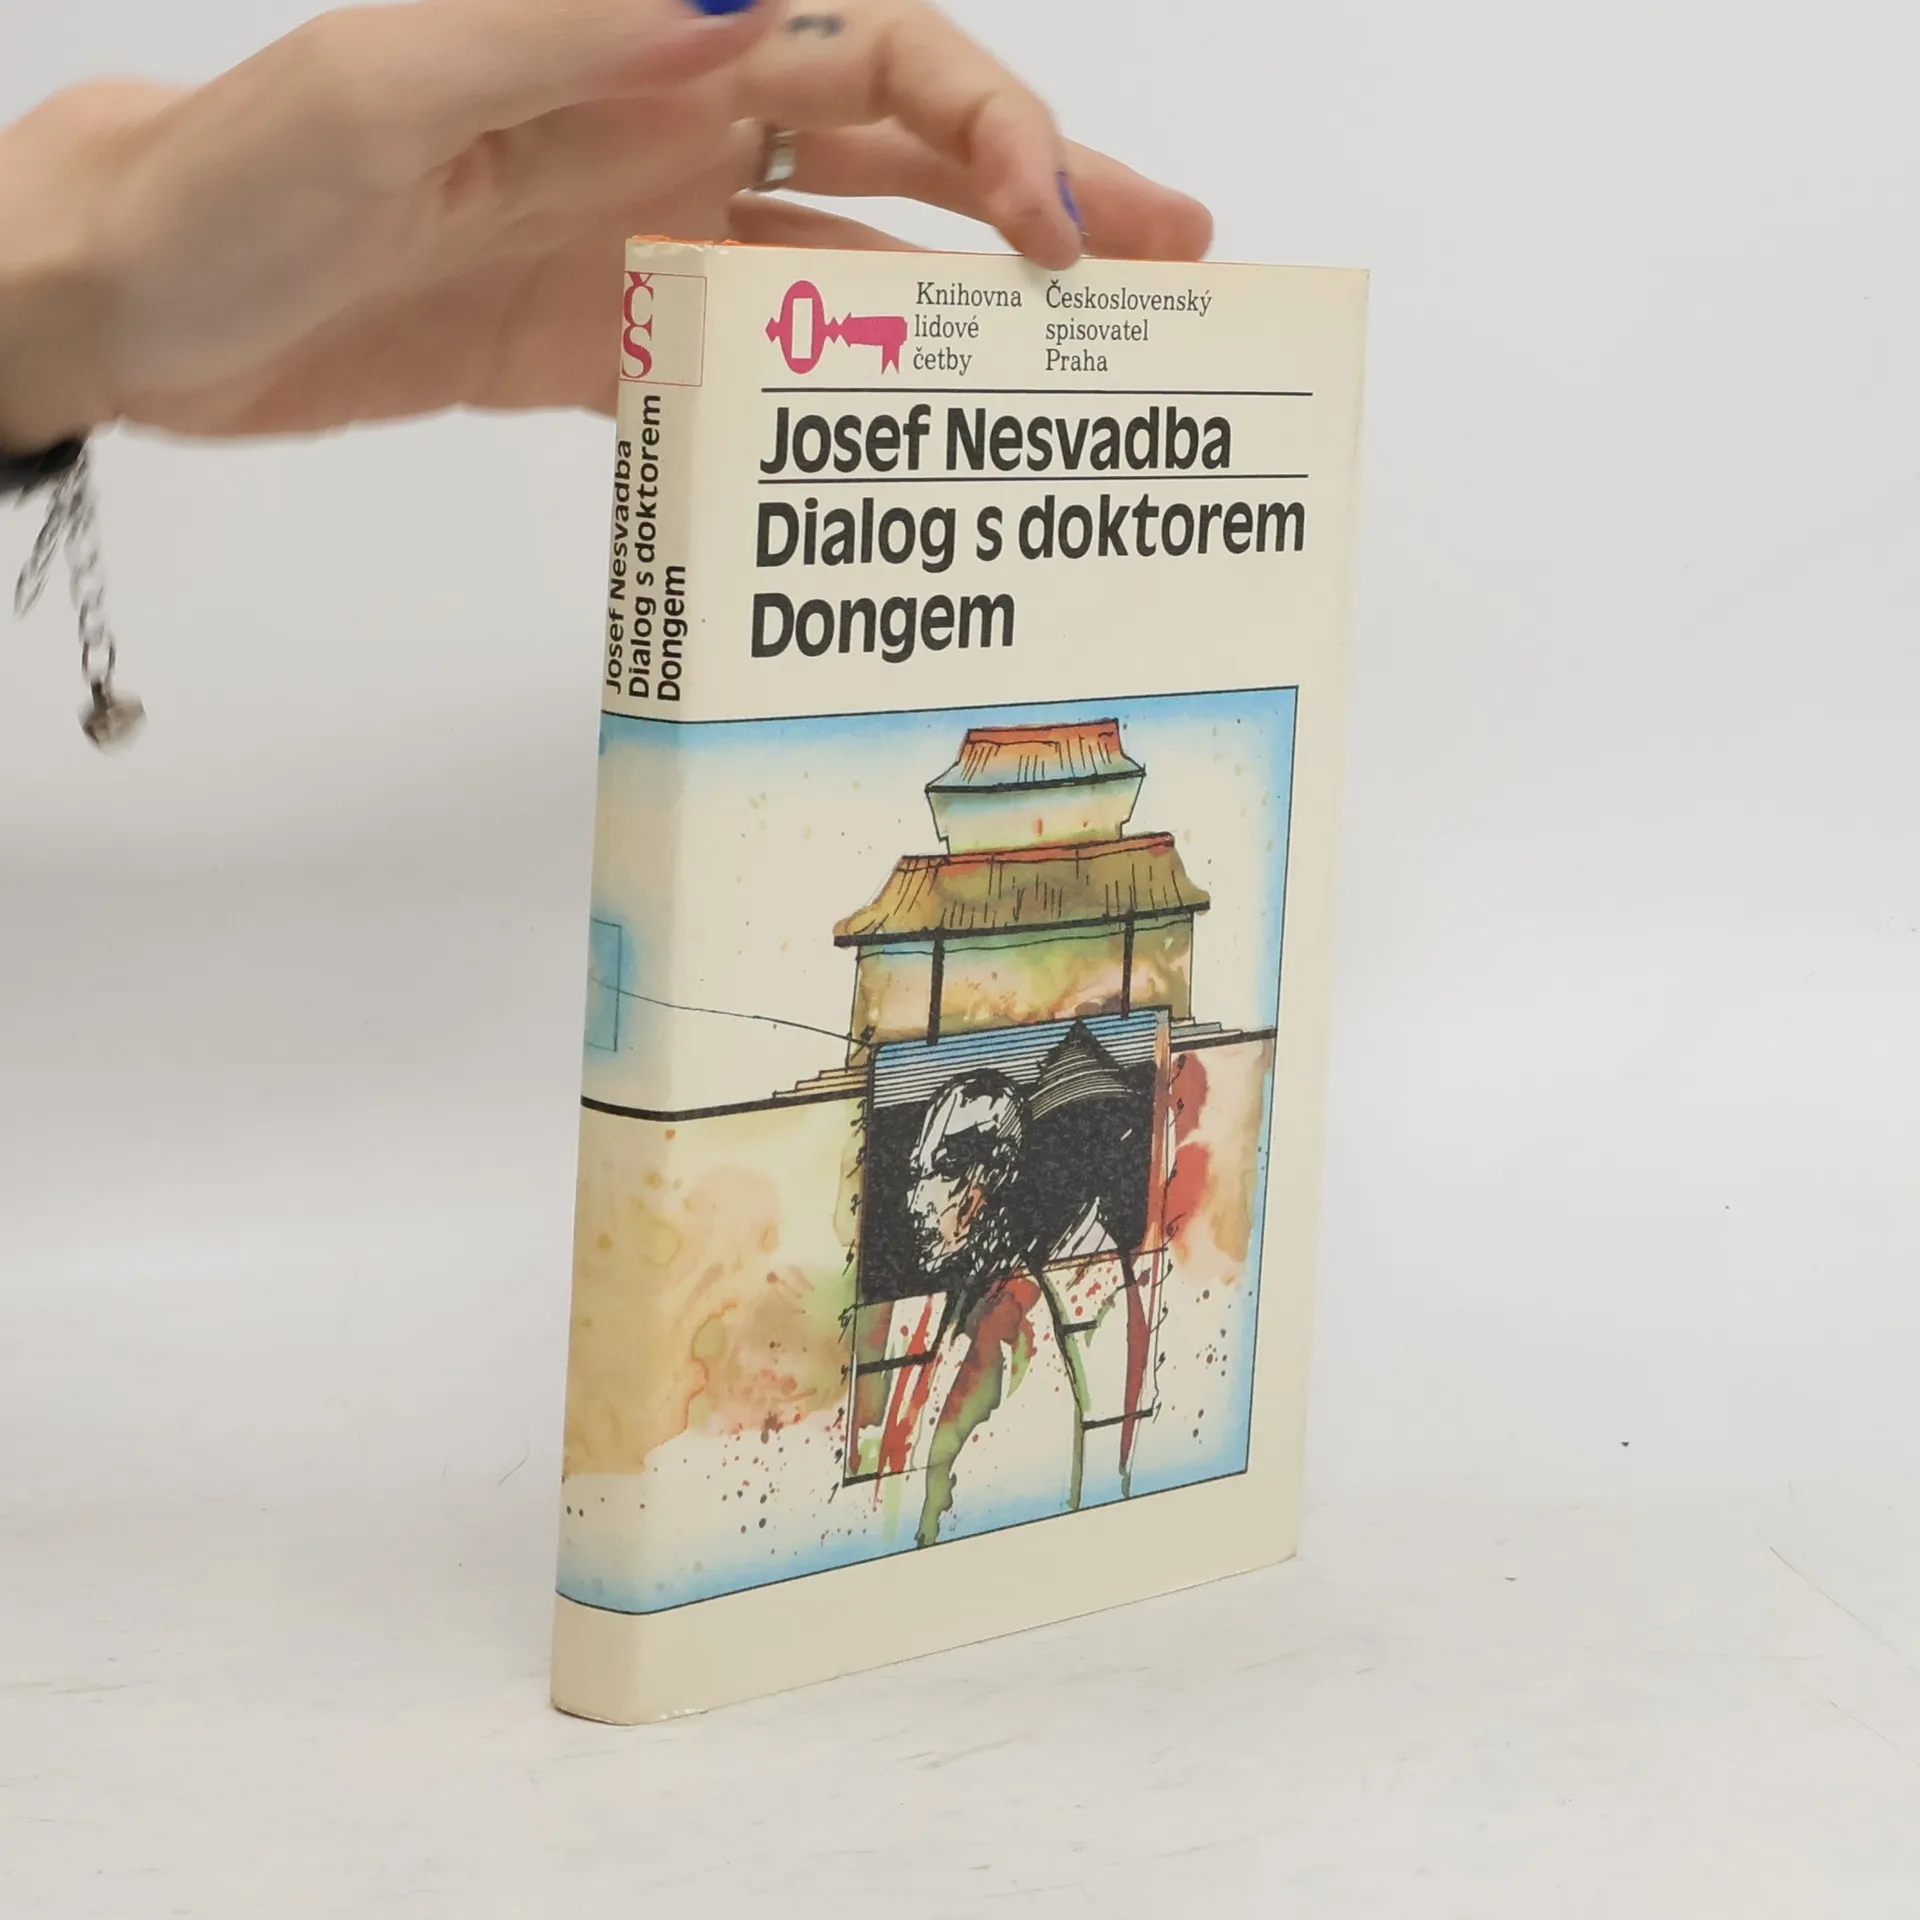 Knihovna
lidové
četby
Československý
spisovatel
Praha
Josef Nesvadba
Dialog s doktorem
Dongem
ČS
Josef Nesvadba
Dialog s doktorem
Dongem